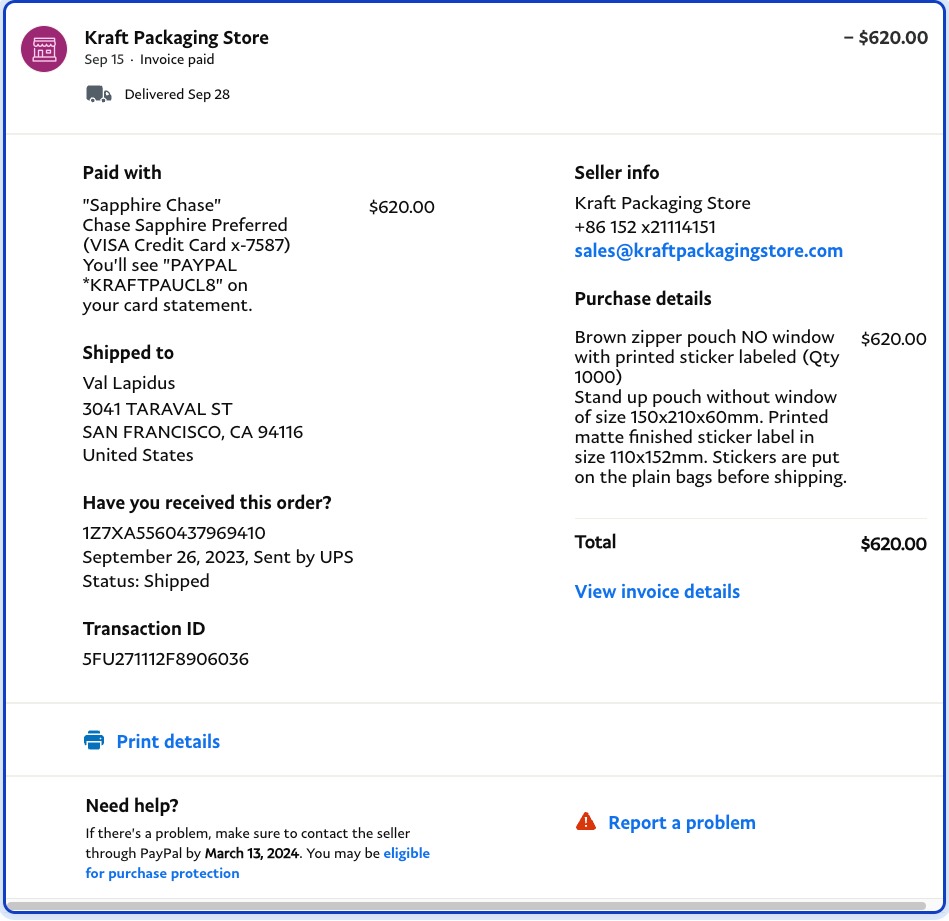 Kraft Packaging Store
– $620.00
Sep 15 · Invoice paid
Delivered Sep 28
Paid with
"Sapphire Chase"
$620.00
Chase Sapphire Preferred
(VISA Credit Card x-7587)
You'll see "PAYPAL
*KRAFTPAUCL8" on
your card statement.
Shipped to
Val Lapidus
3041 TARAVAL ST
SAN FRANCISCO, CA 94116
United States
Have you received this order?
1Z7XA5560437969410
September 26, 2023, Sent by UPS
Status: Shipped
Transaction ID
5FU271112F8906036
Seller info
Kraft Packaging Store
+86 152 x21114151
sales@kraftpackagingstore.com
Purchase details
Brown zipper pouch NO window
$620.00
with printed sticker labeled (Qty
1000)
Stand up pouch without window
of size 150x210x60mm. Printed
matte finished sticker label in
size 110x152mm. Stickers are put
on the plain bags before shipping.
Total
$620.00
View invoice details
Print details
Need help?
If there's a problem, make sure to contact the seller
through PayPal by March 13, 2024. You may be eligible
for purchase protection
Report a problem